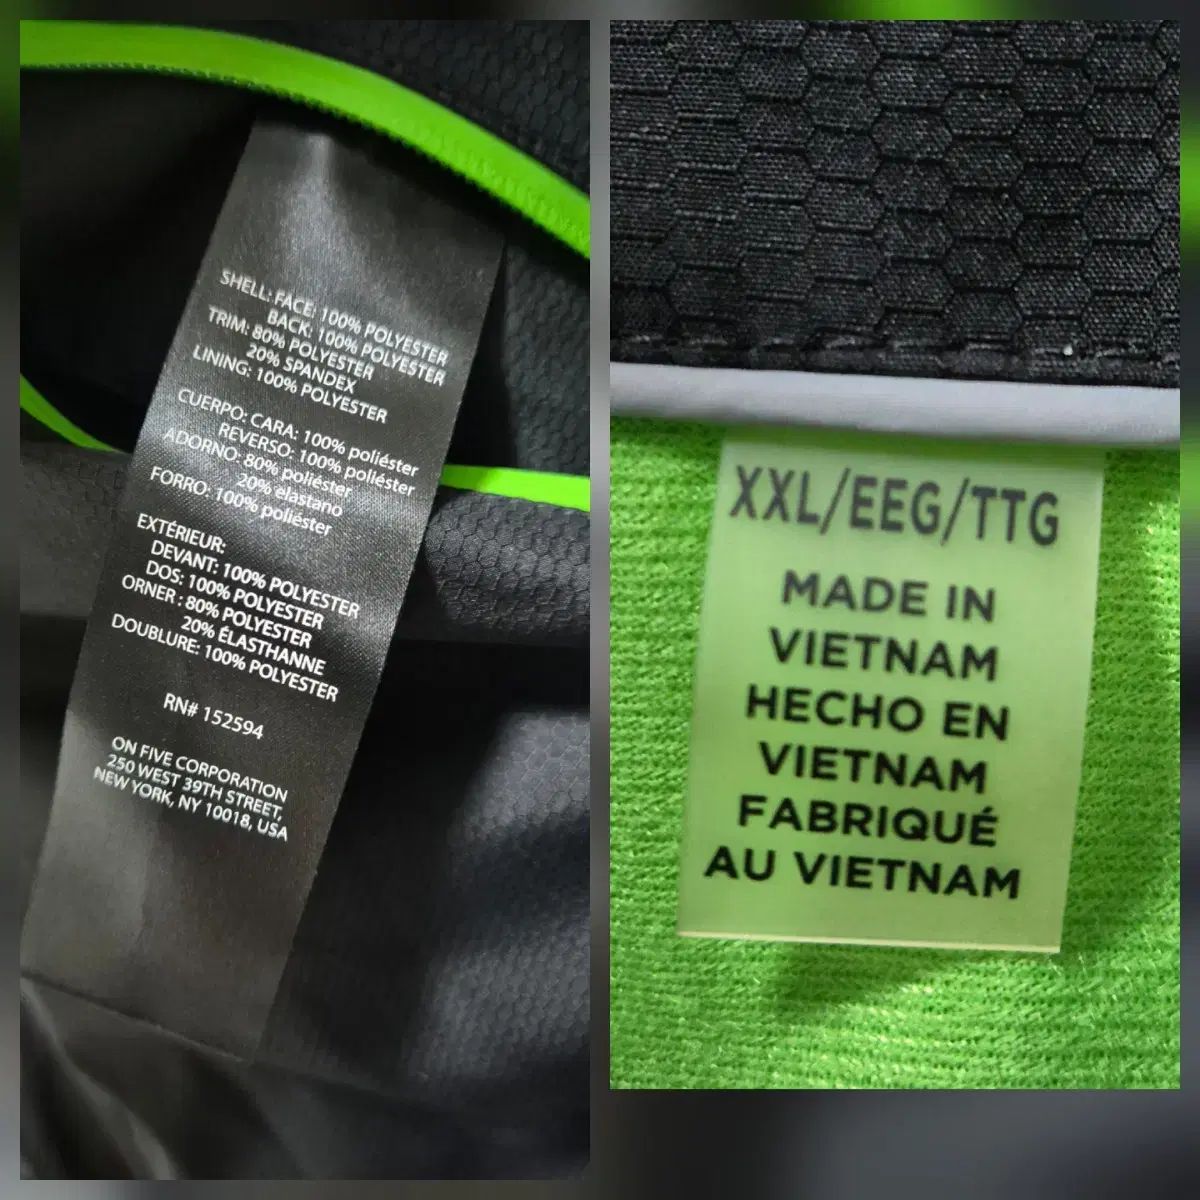 SHELL: FACE: 100% POLYESTER
BACK: 100% POLYESTER
TRIM: 80% POLYESTER
20% SPANDEX
LINING: 100% POLYESTER
CUERPO: CARA: 100% poliéster
REVERSO: 100% poliéster
ADORNO: 80% poliéster
20% elastano
FORRO: 100% poliéster
EXTÉRIEUR:
DEVANT: 100% POLYESTER
DOS: 100% POLYESTER
ORNER : 80% POLYESTER
20% ÉLASTHANNE
DOUBLURE: 100% POLYESTER
RN# 152594
ON FIVE CORPORATION
250 WEST 39TH STREET,
NEW YORK, NY 10018, USA
XXL/EEG/TTG
MADE IN
VIETNAM
HECHO EN
VIETNAM
FABRIQUÉ
AU VIETNAM